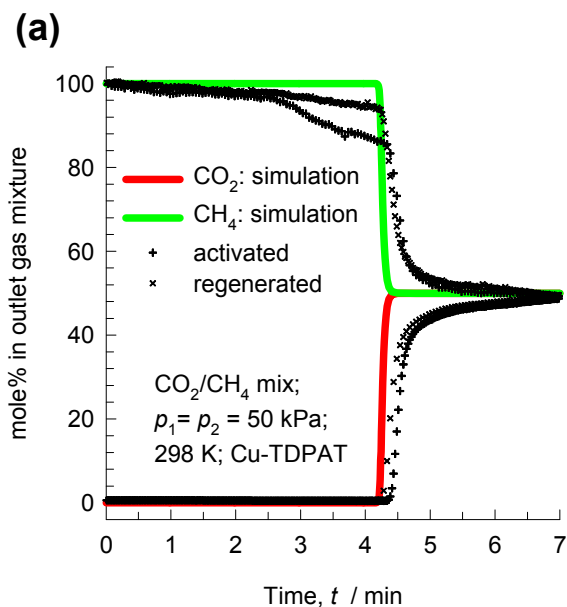 (a)
mole% in outlet gas mixture
100
80
60
40
20
0
CO₂: simulation
CH₄: simulation
activated
regenerated
CO₂/CH₄ mix;
p₁= p₂ = 50 kPa;
298 K; Cu-TDPAT
0 1 2 3 4 5 6 7
Time, t / min